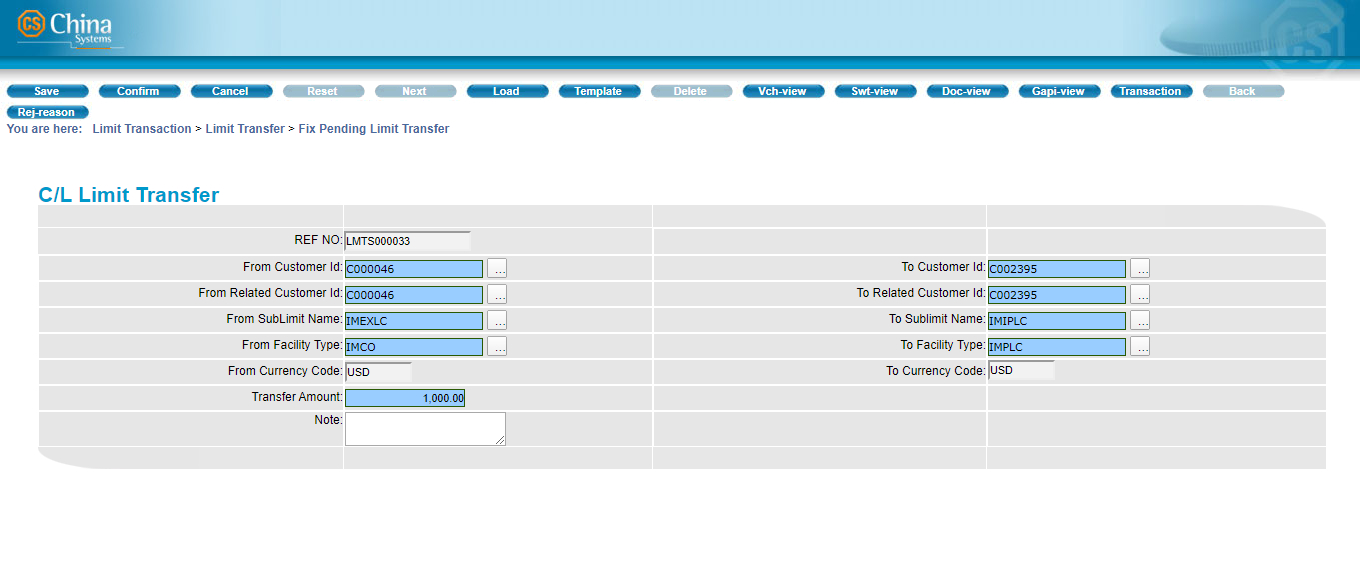 CS China
Systems
CS
Save Confirm Cancel Reset Next Load Template Delete Vch-view Swt-view Doc-view Gapi-view Transaction Back
Rej-reason
You are here: Limit Transaction > Limit Transfer > Fix Pending Limit Transfer
C/L Limit Transfer
REF NO: LMTS000033
From Customer Id: C000046 ... To Customer Id: C002395 ...
From Related Customer Id: C000046 ... To Related Customer Id: C002395 ...
From SubLimit Name: IMEXLC ... To Sublimit Name: IMIPLC ...
From Facility Type: IMCO ... To Facility Type: IMPLC ...
From Currency Code: USD To Currency Code: USD
Transfer Amount: 1,000.00
Note: